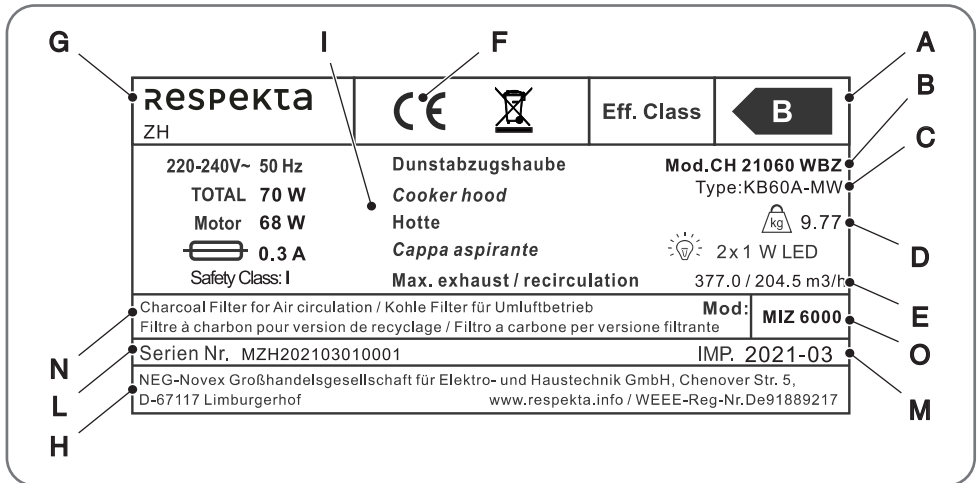 G I F A
Respekta
ZH
CE
Eff. Class
B
B
220-240V~ 50 Hz Dunstabzugshaube Mod.CH 21060 WBZ
C
TOTAL 70 W Cooker hood Type:KB60A-MW
Motor 68 W Hotte kg 9.77
D
0.3 A Cappa aspirante 2x1 W LED
Safety Class: I Max. exhaust / recirculation 377.0 / 204.5 m3/h
E
Charcoal Filter for Air circulation / Kohle Filter für Umluftbetrieb Mod: MIZ 6000
Filtre à charbon pour version de recyclage / Filtro a carbone per versione filtrante
N O
Serien Nr. MZH202103010001 IMP. 2021-03
L M
NEG-Novex Großhandelsgesellschaft für Elektro- und Haustechnik GmbH, Chenover Str. 5,
D-67117 Limburgerhof www.respekta.info / WEEE-Reg-Nr.De91889217
H